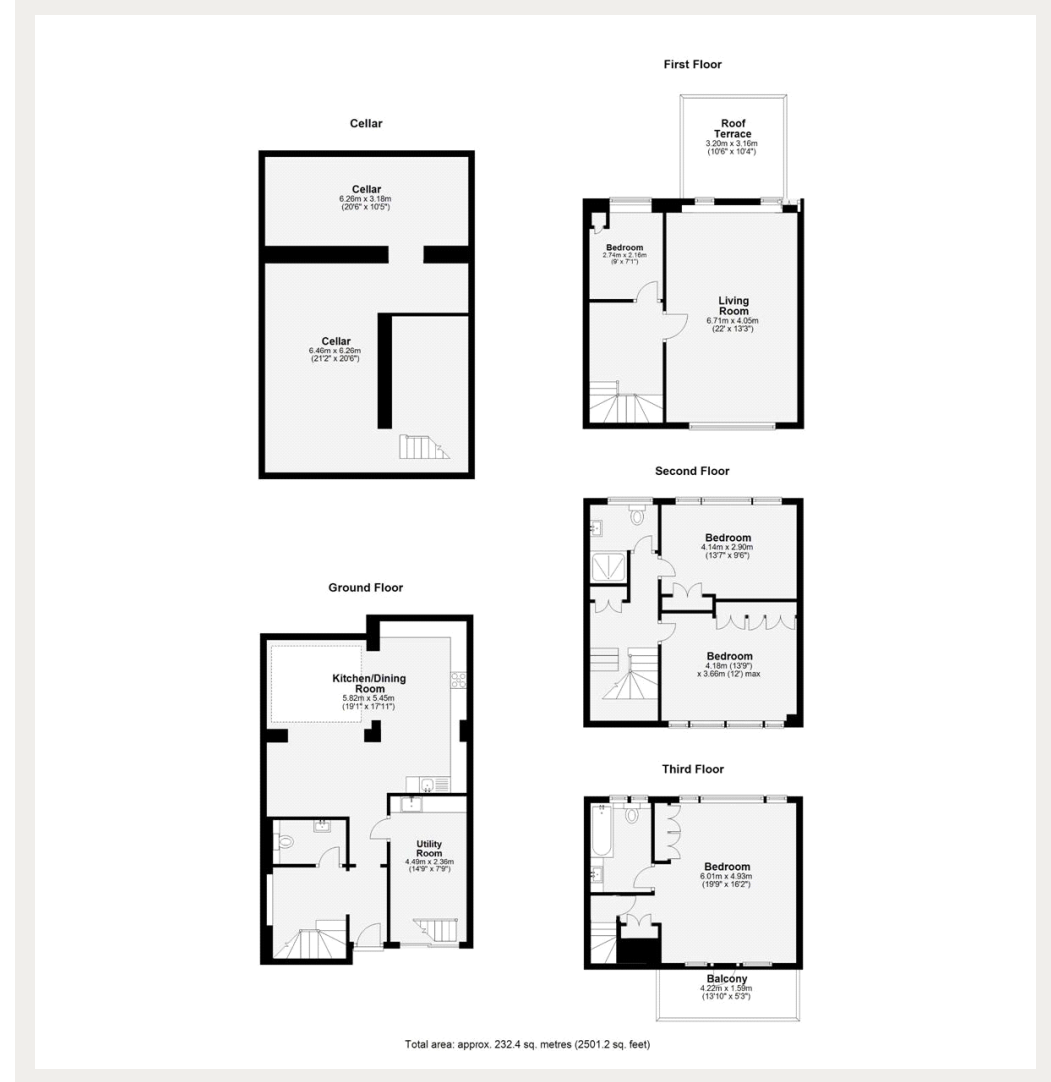 First Floor
Roof
Terrace
3.20m x 3.16m
(10'6" x 10'4")
Bedroom
2.74m x 2.16m
(9' x 7'1")
Living
Room
6.71m x 4.05m
(22' x 13'3")
Cellar
Cellar
6.26m x 3.18m
(20'6" x 10'5")
Cellar
6.46m x 6.26m
(21'2" x 20'6")
Second Floor
Bedroom
4.14m x 2.90m
(13'7" x 9'6")
Bedroom
4.18m (13'9")
x 3.66m (12') max
Ground Floor
Kitchen/Dining
Room
5.82m x 5.45m
(19'1" x 17'11")
Utility
Room
4.49m x 2.36m
(14'9" x 7'9")
Third Floor
Bedroom
6.01m x 4.93m
(19'9" x 16'2")
Balcony
4.22m x 1.59m
(13'10" x 5'3")
Total area: approx. 232.4 sq. metres (2501.2 sq. feet)